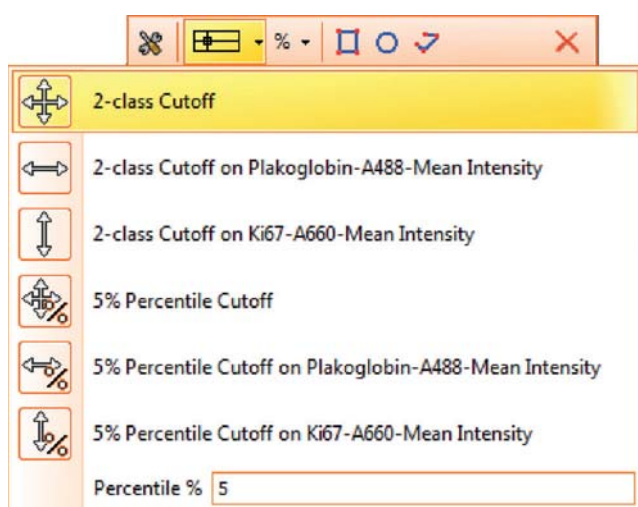 %
2-class Cutoff
2-class Cutoff on Plakoglobin-A488-Mean Intensity
2-class Cutoff on Ki67-A660-Mean Intensity
5% Percentile Cutoff
5% Percentile Cutoff on Plakoglobin-A488-Mean Intensity
5% Percentile Cutoff on Ki67-A660-Mean Intensity
Percentile % 5